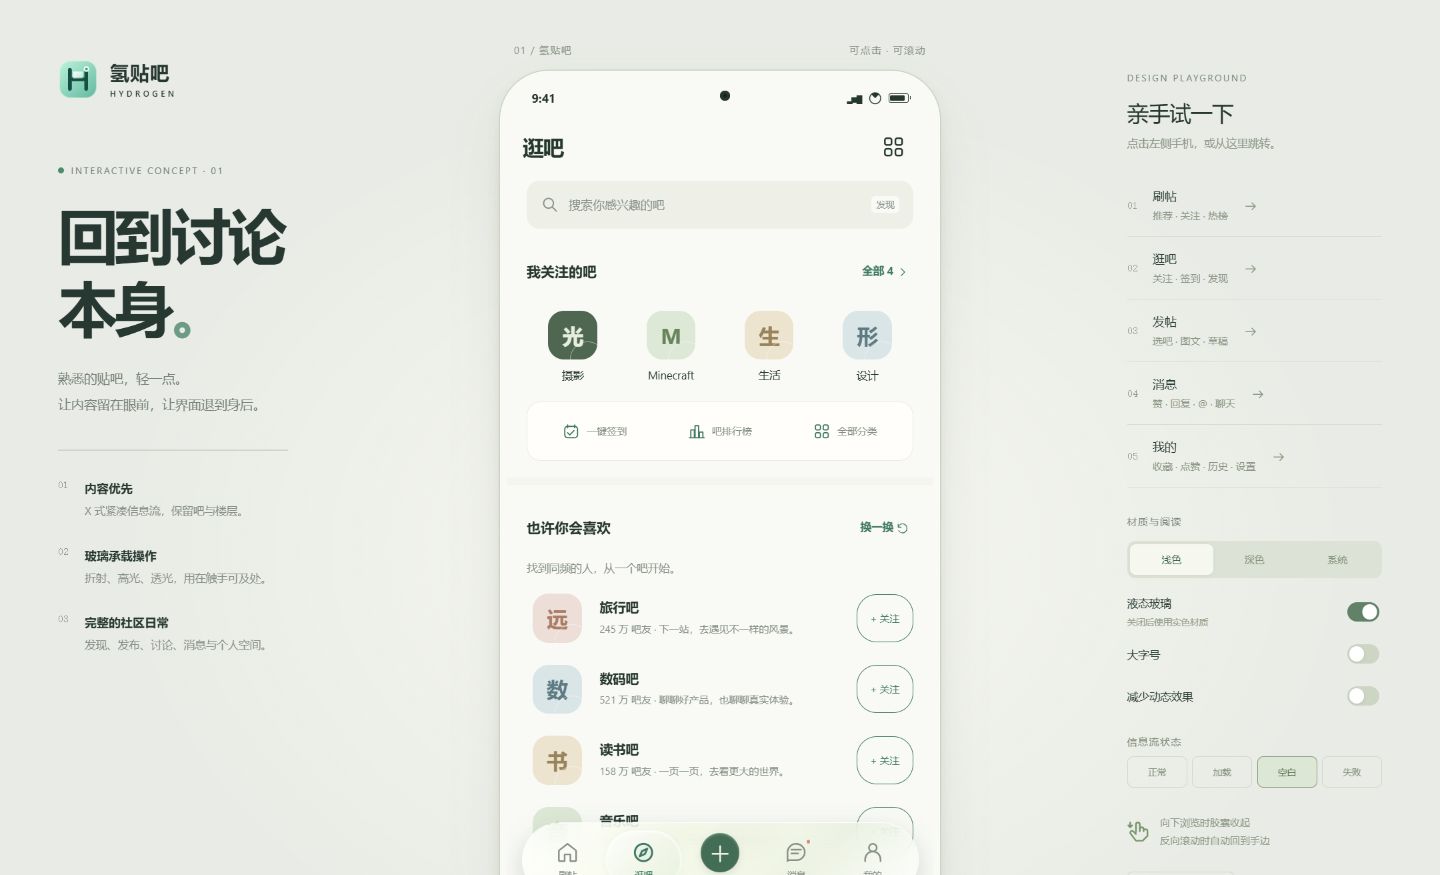 氢贴吧
HYDROGEN
INTERACTIVE CONCEPT · 01
回到讨论
本身。
熟悉的贴吧，轻一点。
让内容留在眼前，让界面退到身后。
01
内容优先
X 式紧凑信息流，保留吧与楼层。
02
玻璃承载操作
折射、高光、透光，用在触手可及处。
03
完整的社区日常
发现、发布、讨论、消息与个人空间。
01 / 氢贴吧
可点击 · 可滚动
9:41
逛吧
搜索你感兴趣的吧
发现
我关注的吧
全部 4
光
M
生
形
摄影
Minecraft
生活
设计
一键签到
吧排行榜
全部分类
也许你会喜欢
换一换
找到同频的人，从一个吧开始。
远
旅行吧
245 万 吧友 · 下一站，去遇见不一样的风景。
+ 关注
数
数码吧
521 万 吧友 · 聊聊好产品，也聊聊真实体验。
+ 关注
书
读书吧
158 万 吧友 · 一页一页，去看更大的世界。
+ 关注
音乐吧
刷帖
逛吧
消息
我的
DESIGN PLAYGROUND
亲手试一下
点击左侧手机，或从这里跳转。
01
刷帖
推荐 · 关注 · 热榜
02
逛吧
关注 · 签到 · 发现
03
发帖
选吧 · 图文 · 草稿
04
消息
赞 · 回复 · @ · 聊天
05
我的
收藏 · 点赞 · 历史 · 设置
材质与阅读
浅色
深色
系统
液态玻璃
关闭后使用实色材质
大字号
减少动态效果
信息流状态
正常
加载
空白
失败
向下浏览时胶囊收起
反向滚动时自动回到手边